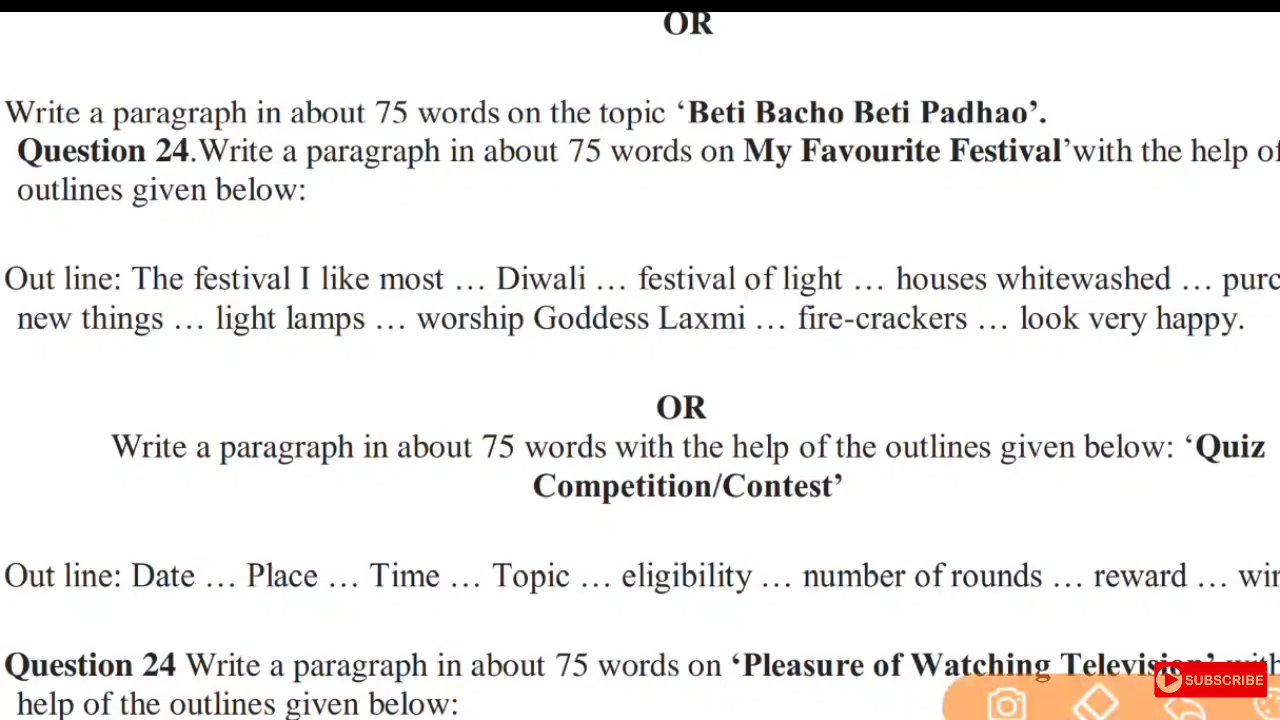 OR
Write a paragraph in about 75 words on the topic ‘Beti Bacho Beti Padhao’.
Question 24.Write a paragraph in about 75 words on My Favourite Festival’with the help of
outlines given below:
Out line: The festival I like most … Diwali … festival of light … houses whitewashed …
new things … light lamps … worship Goddess Laxmi … fire-crackers … look very happy.
OR
Write a paragraph in about 75 words with the help of the outlines given below: ‘Quiz
Competition/Contest’
Out line: Date … Place … Time … Topic … eligibility … number of rounds … reward …
Question 24 Write a paragraph in about 75 words on ‘Pleasure of Watching Television’
help of the outlines given below:
SUBSCRIBE